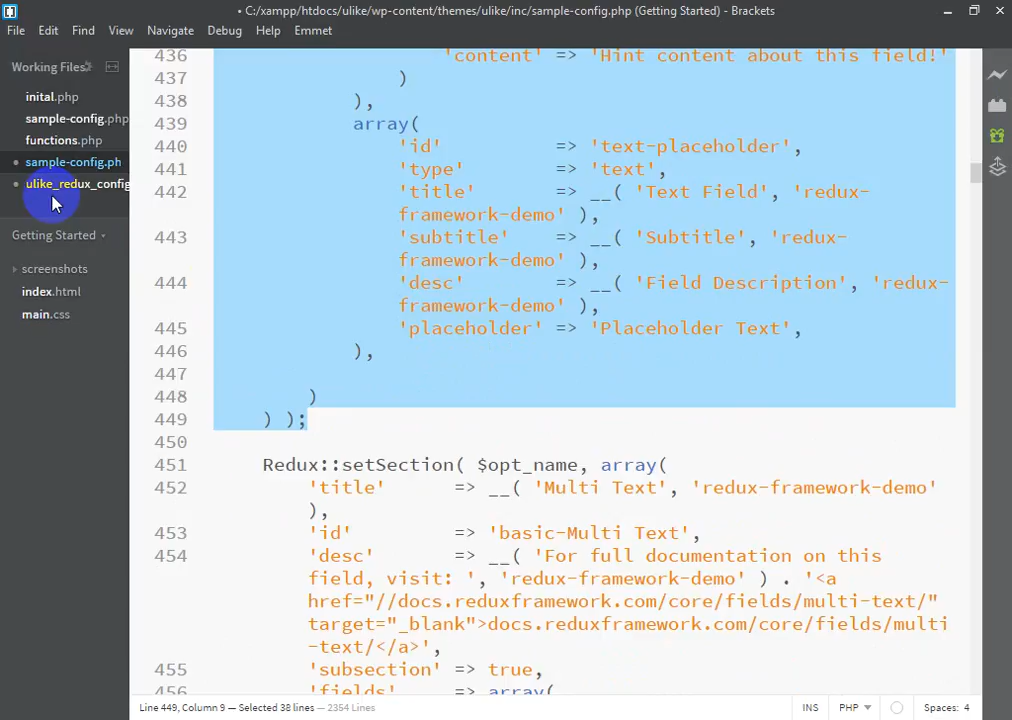 • C:/xampp/htdocs/ulike/wp-content/themes/ulike/inc/sample-config.php (Getting Started) - Brackets
File Edit Find View Navigate Debug Help Emmet
Working Files
inital.php
sample-config.php
functions.php
sample-config.ph
ulike_redux_config
Getting Started
screenshots
index.html
main.css
436 'content' => 'Hint content about this field!'
437 )
438 ),
439 array(
440 'id' => 'text-placeholder',
441 'type' => 'text',
442 'title' => __( 'Text Field', 'redux-
framework-demo' ),
443 'subtitle' => __( 'Subtitle', 'redux-
framework-demo' ),
444 'desc' => __( 'Field Description', 'redux-
framework-demo' ),
445 'placeholder' => 'Placeholder Text',
446 ),
447
448 )
449 ) );
450
451 Redux::setSection( $opt_name, array(
452 'title' => __( 'Multi Text', 'redux-framework-demo'
),
453 'id' => 'basic-Multi Text',
454 'desc' => __( 'For full documentation on this
field, visit: ', 'redux-framework-demo' ) . '<a
href="//docs.reduxframework.com/core/fields/multi-text/"
target="_blank">docs.reduxframework.com/core/fields/multi
-text/</a>',
455 'subsection' => true,
456 'fields' => array(
Line 449, Column 9 — Selected 38 lines — 2354 Lines
INS PHP Spaces: 4